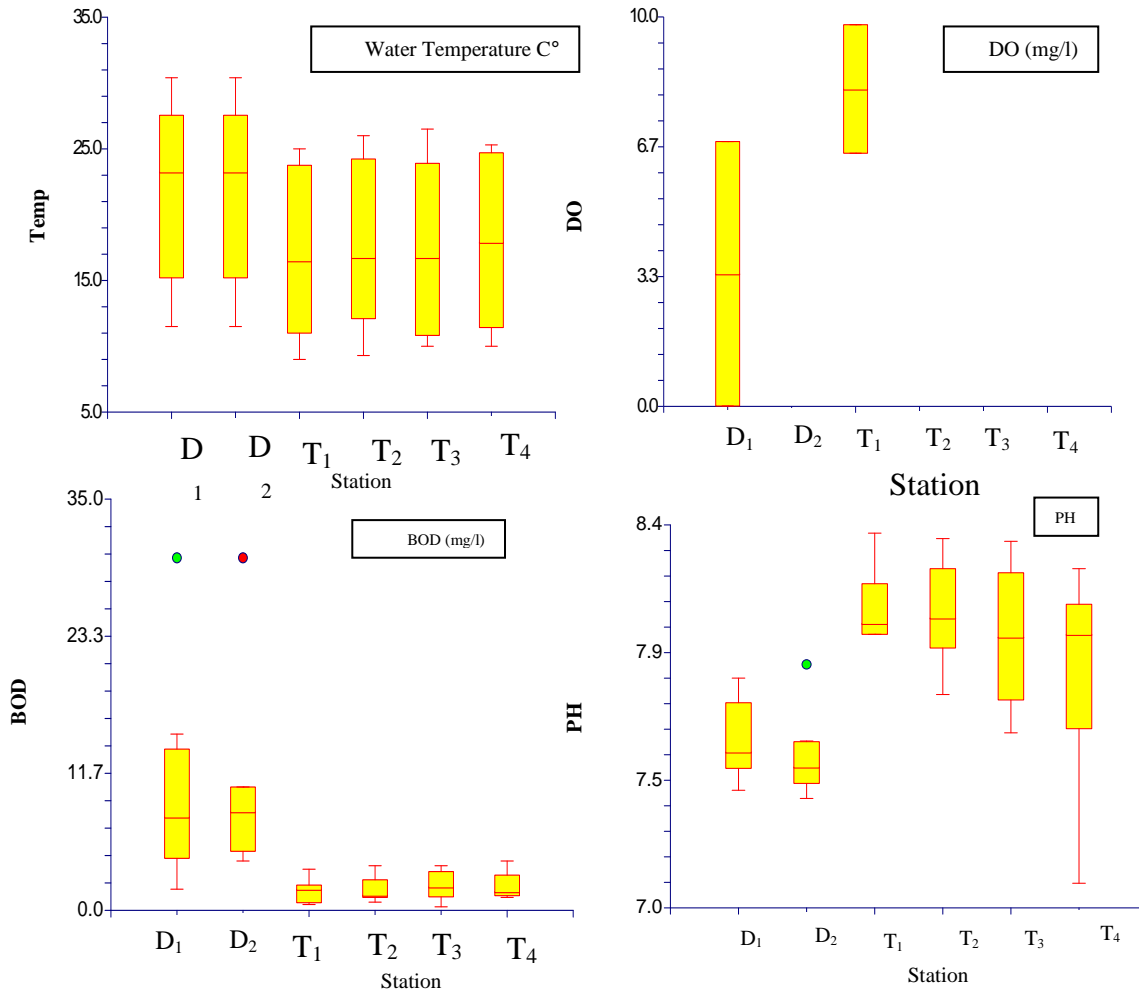 Water Temperature C°
35.0
25.0
15.0
5.0
Temp
D
1
D
2
T1
T2
T3
T4
Station
DO (mg/l)
10.0
6.7
3.3
0.0
DO
D1
D2
T1
T2
T3
T4
Station
BOD (mg/l)
35.0
23.3
11.7
0.0
BOD
D1
D2
T1
T2
T3
T4
Station
PH
8.4
7.9
7.5
7.0
PH
D1
D2
T1
T2
T3
T4
Station